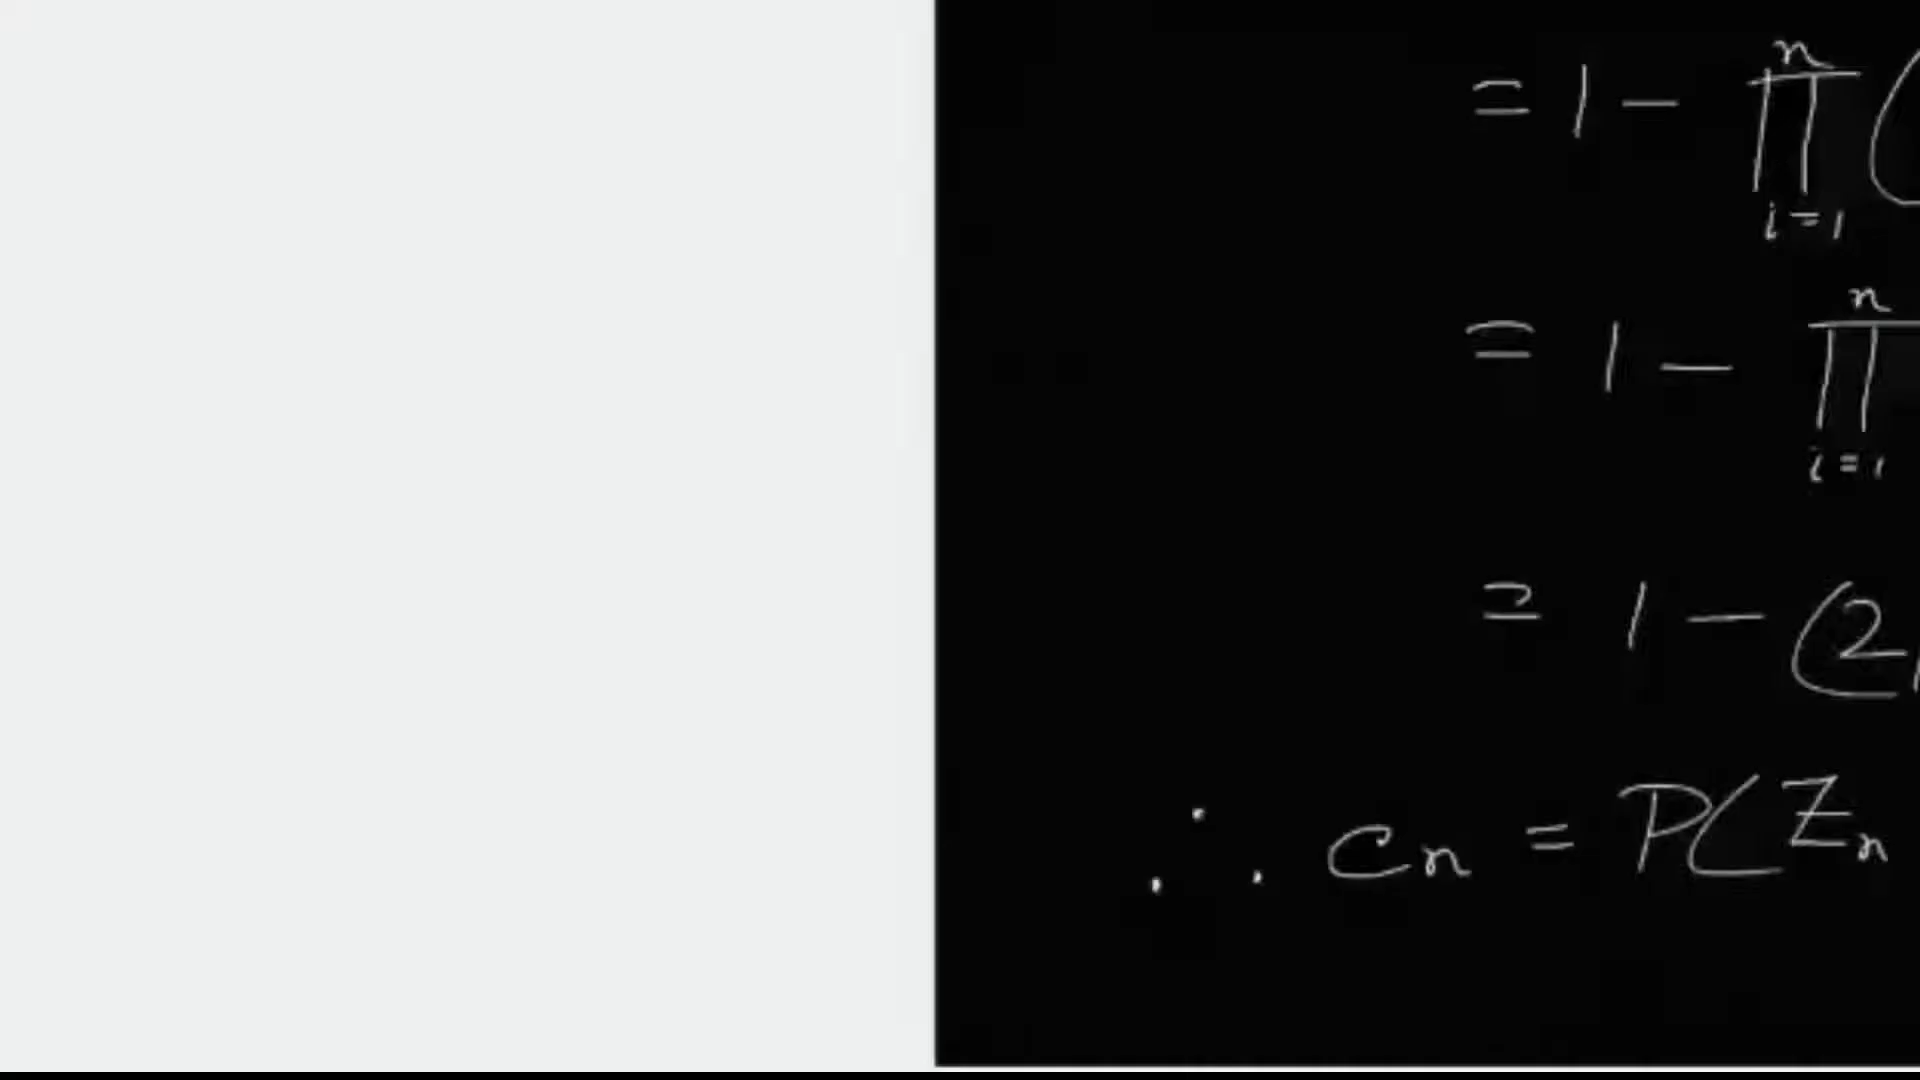 = 1 - ∏_{i=1}^{n} (
= 1 - ∏_{i=1}^{n}
= 1 - (2
∴ Cn = P(Zn